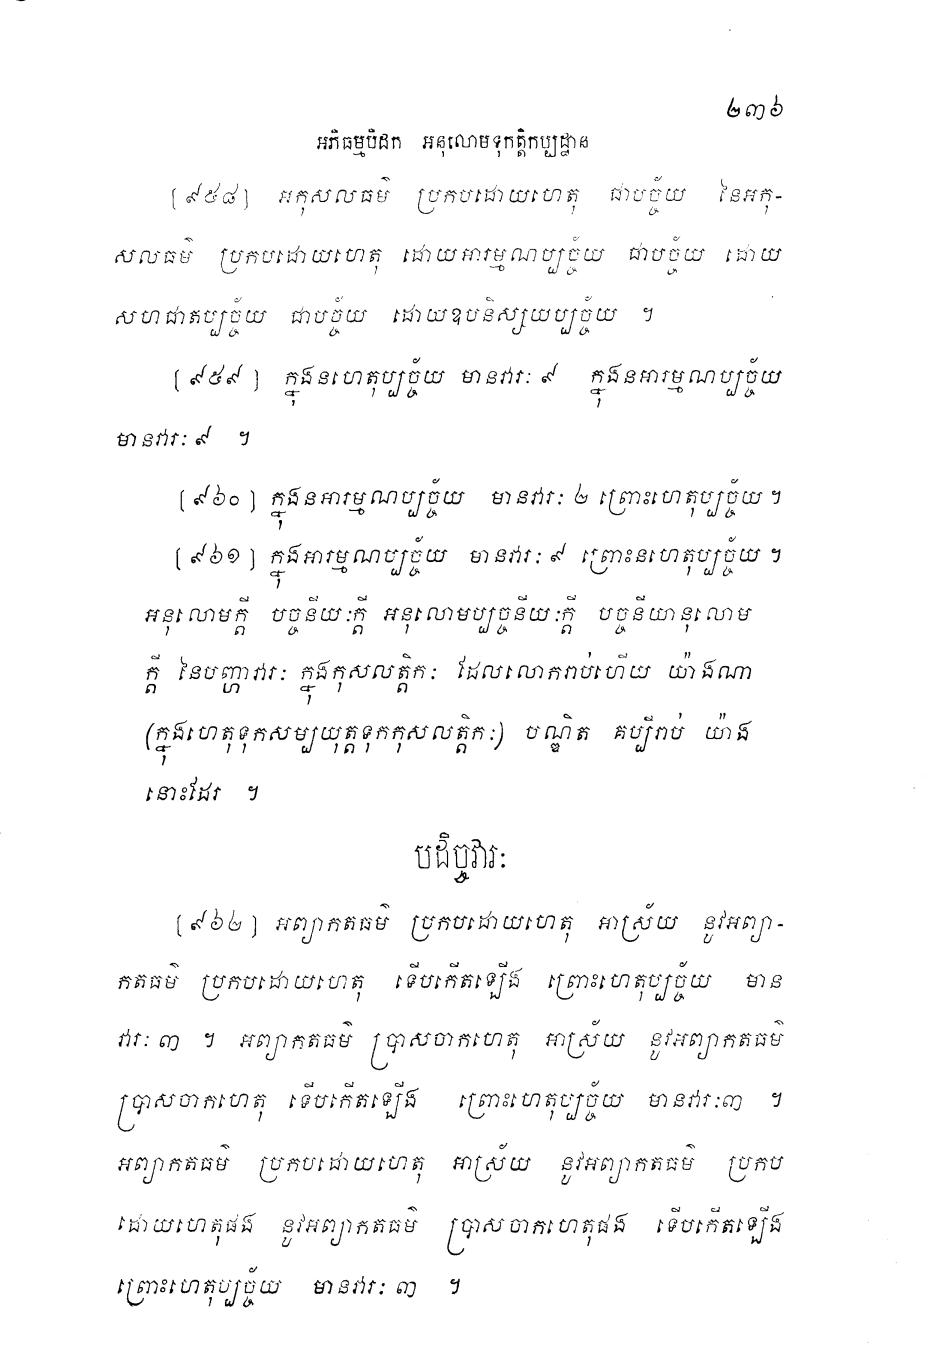 ២៣៦
អភិធម្មបិដក អនុលោមទុកត្តិកប្បដ្ឋាន
[៩៥៨] អកុសលធម៌ ប្រកបដោយហេតុ ជាបច្ច័យ នៃអកុ-
សលធម៌ ប្រកបដោយហេតុ ដោយអារម្មណប្បច្ច័យ ជាបច្ច័យ ដោយ
សហជាតប្បច្ច័យ ជាបច្ច័យ ដោយឧបនិស្សយប្បច្ច័យ ។
[៩៥៩] ក្នុងនហេតុប្បច្ច័យ មានវារៈ ៩ ក្នុងនអារម្មណប្បច្ច័យ
មានវារៈ ៩ ។
[៩៦០] ក្នុងនអារម្មណប្បច្ច័យ មានវារៈ ២ ព្រោះហេតុប្បច្ច័យ ។
[៩៦១] ក្នុងអារម្មណប្បច្ច័យ មានវារៈ ៩ ព្រោះនហេតុប្បច្ច័យ ។
អនុលោមក្តី បច្ចនីយៈក្តី អនុលោមប្បច្ចនីយៈក្តី បច្ចនីយានុលោម
ក្តី នៃបញ្ហាវារៈ ក្នុងកុសលត្តិកៈ ដែលលោករាប់ហើយ យ៉ាងណា
(ក្នុងហេតុទុកសម្បយុត្តទុកកុសលត្តិកៈ) បណ្ឌិត គប្បីរាប់ យ៉ាង
នោះដែរ ។
បដិច្ចវារៈ
[៩៦២] អព្យាកតធម៌ ប្រកបដោយហេតុ អាស្រ័យ នូវអព្យា-
កតធម៌ ប្រកបដោយហេតុ ទើបកើតឡើង ព្រោះហេតុប្បច្ច័យ មាន
វារៈ ៣ ។ អព្យាកតធម៌ ប្រាសចាកហេតុ អាស្រ័យ នូវអព្យាកតធម៌
ប្រាសចាកហេតុ ទើបកើតឡើង ព្រោះហេតុប្បច្ច័យ មានវារៈ៣ ។
អព្យាកតធម៌ ប្រកបដោយហេតុ អាស្រ័យ នូវអព្យាកតធម៌ ប្រកប
ដោយហេតុផង នូវអព្យាកតធម៌ ប្រាសចាកហេតុផង ទើបកើតឡើង
ព្រោះហេតុប្បច្ច័យ មានវារៈ ៣ ។